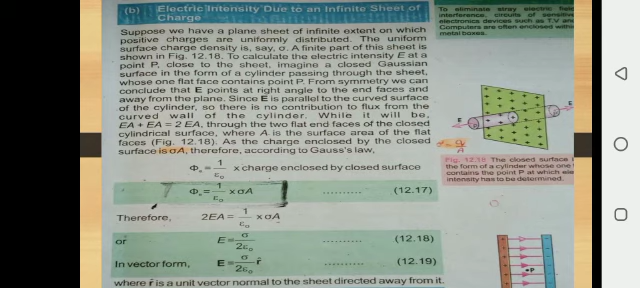 (b) Electric Intensity Due to an Infinite Sheet of
Charge
Suppose we have a plane sheet of infinite extent on which
positive charges are uniformly distributed. The uniform
surface charge density is, say, σ. A finite part of this sheet is
shown in Fig. 12.18. To calculate the electric intensity E at a
point P, close to the sheet, imagine a closed Gaussian
surface in the form of a cylinder passing through the sheet,
whose one flat face contains point P. From symmetry we can
conclude that E points at right angle to the end faces and
away from the plane. Since E is parallel to the curved surface
of the cylinder, so there is no contribution to flux from the
curved wall of the cylinder. While it will be,
EA + EA = 2 EA, through the two flat end faces of the closed
cylindrical surface, where A is the surface area of the flat
faces (Fig. 12.18). As the charge enclosed by the closed
surface is σA, therefore, according to Gauss's law,
Φₑ = 1/ε₀ x charge enclosed by closed surface
Φₑ = 1/ε₀ x σA .......... (12.17)
Therefore, 2EA = 1/ε₀ x σA
or E = σ/2ε₀ .......... (12.18)
In vector form, E = σ/2ε₀ r̂ .......... (12.19)
where r̂ is a unit vector normal to the sheet directed away from it.
To eliminate stray electric field
interference, circuits of sensitive
electronic devices such as T.V and
Computers are often enclosed within
metal boxes.
E
E
Fig. 12.18 The closed surface
the form of a cylinder whose one
contains the point P at which ele
intensity has to be determined.
P